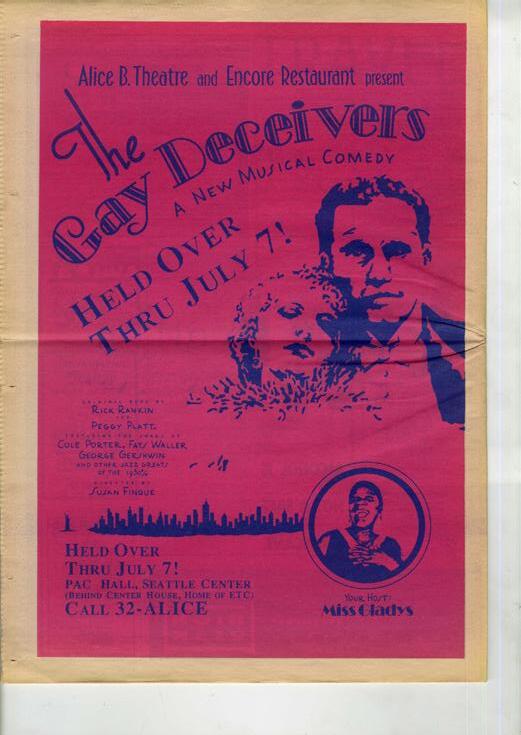 Alice B. Theatre and Encore Restaurant present
The
Gay Deceivers
A New Musical Comedy
Held Over
Thru July 7!
Original Book by
Rick Rankin
and
Peggy Platt
Featuring the Songs of
Cole Porter, Fats Waller
George Gershwin
and other jazz greats
of the 1930's
Directed by
Susan Finque
Held Over
Thru July 7!
PAC Hall, Seattle Center
(Behind Center House, Home of ETC)
Call 32-ALICE
Your Host:
Miss Gladys